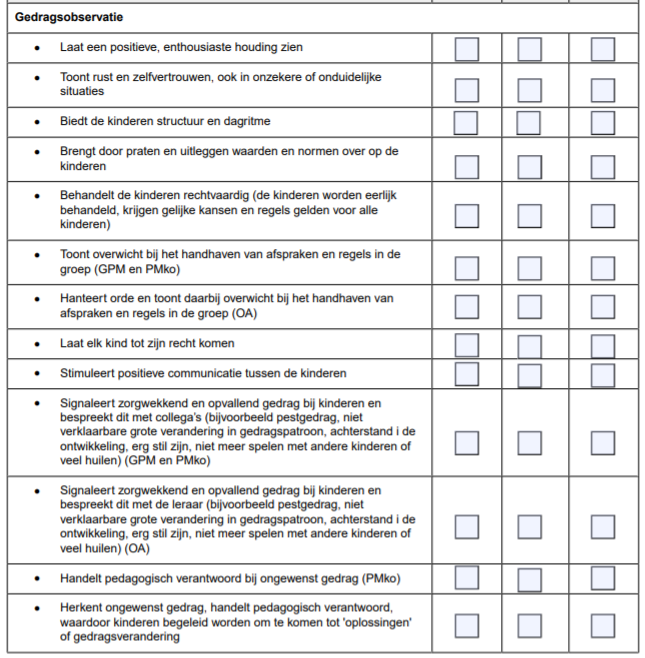 Gedragsobservatie
• Laat een positieve, enthousiaste houding zien
• Toont rust en zelfvertrouwen, ook in onzekere of onduidelijke
situaties
• Biedt de kinderen structuur en dagritme
• Brengt door praten en uitleggen waarden en normen over op de
kinderen
• Behandelt de kinderen rechtvaardig (de kinderen worden eerlijk
behandeld, krijgen gelijke kansen en regels gelden voor alle
kinderen)
• Toont overwicht bij het handhaven van afspraken en regels in de
groep (GPM en PMko)
• Hanteert orde en toont daarbij overwicht bij het handhaven van
afspraken en regels in de groep (OA)
• Laat elk kind tot zijn recht komen
• Stimuleert positieve communicatie tussen de kinderen
• Signaleert zorgwekkend en opvallend gedrag bij kinderen en
bespreekt dit met collega's (bijvoorbeeld pestgedrag, niet
verklaarbare grote verandering in gedragspatroon, achterstand i de
ontwikkeling, erg stil zijn, niet meer spelen met andere kinderen of
veel huilen) (GPM en PMko)
• Signaleert zorgwekkend en opvallend gedrag bij kinderen en
bespreekt dit met de leraar (bijvoorbeeld pestgedrag, niet
verklaarbare grote verandering in gedragspatroon, achterstand i de
ontwikkeling, erg stil zijn, niet meer spelen met andere kinderen of
veel huilen) (OA)
• Handelt pedagogisch verantwoord bij ongewenst gedrag (PMko)
• Herkent ongewenst gedrag, handelt pedagogisch verantwoord,
waardoor kinderen begeleid worden om te komen tot 'oplossingen'
of gedragsverandering